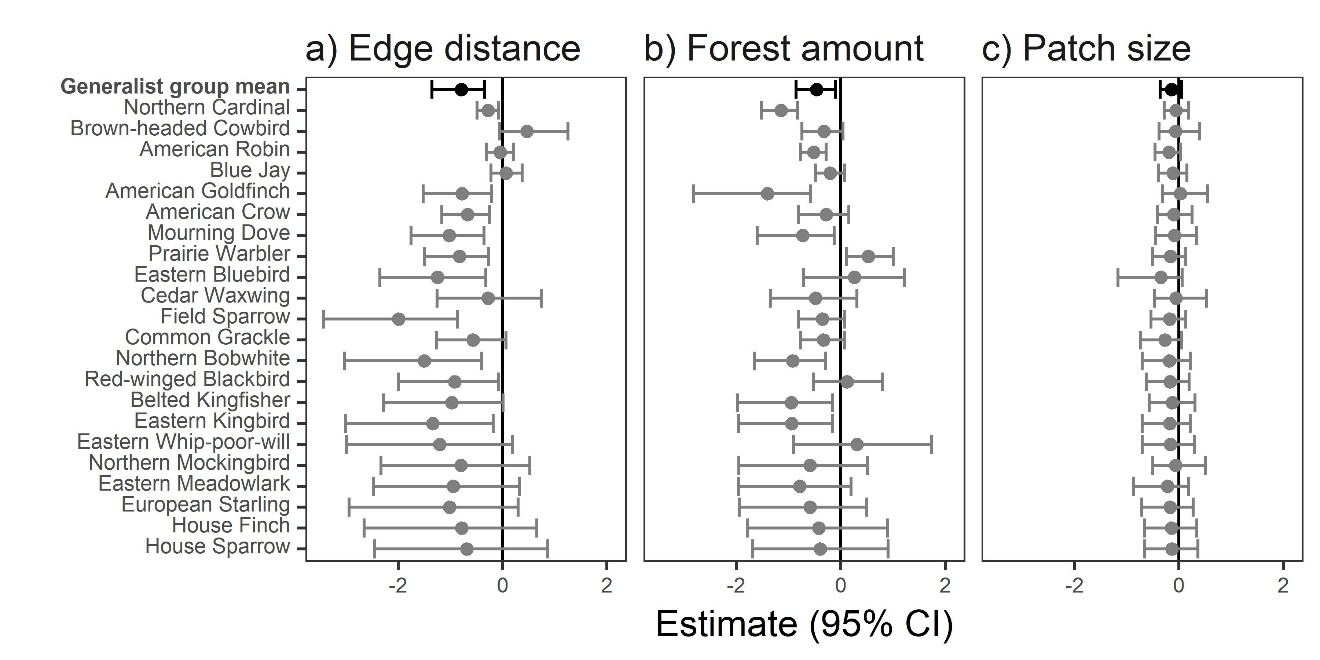 a) Edge distance
b) Forest amount
c) Patch size
Generalist group mean
Northern Cardinal
Brown-headed Cowbird
American Robin
Blue Jay
American Goldfinch
American Crow
Mourning Dove
Prairie Warbler
Eastern Bluebird
Cedar Waxwing
Field Sparrow
Common Grackle
Northern Bobwhite
Red-winged Blackbird
Belted Kingfisher
Eastern Kingbird
Eastern Whip-poor-will
Northern Mockingbird
Eastern Meadowlark
European Starling
House Finch
House Sparrow
-2 0 2
-2 0 2
-2 0 2
Estimate (95% CI)